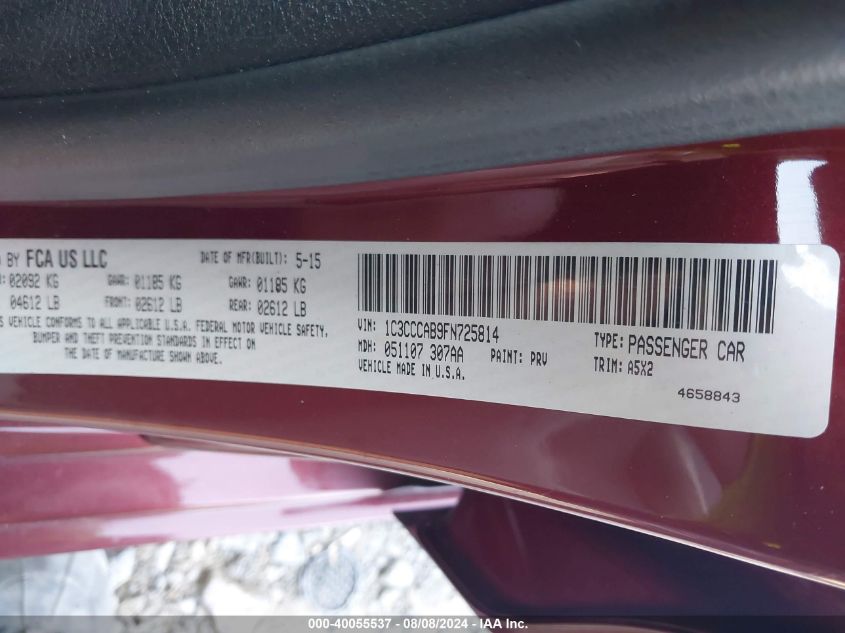 BY FCA US LLC DATE OF MFR(BUILT): 5-15
02092 KG GAWR: 01185 KG GAWR: 01185 KG
04612 LB FRONT: 02612 LB REAR: 02612 LB
VEHICLE CONFORMS TO ALL APPLICABLE U.S.A. FEDERAL MOTOR VEHICLE SAFETY,
BUMPER AND THEFT PREVENTION STANDARDS IN EFFECT ON
THE DATE OF MANUFACTURE SHOWN ABOVE.
VIN: 1C3CCCAB9FN725814 TYPE: PASSENGER CAR
MDH: 051107 307AA PAINT: PRV TRIM: A5X2
VEHICLE MADE IN U.S.A.
4658843
000-40055537 - 08/08/2024 - IAA Inc.